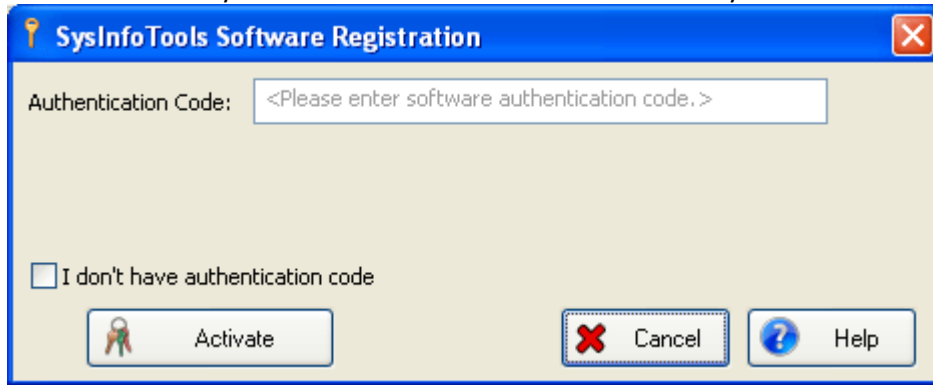 SysInfoTools Software Registration
Authentication Code: <Please enter software authentication code.>
I don't have authentication code
Activate Cancel Help